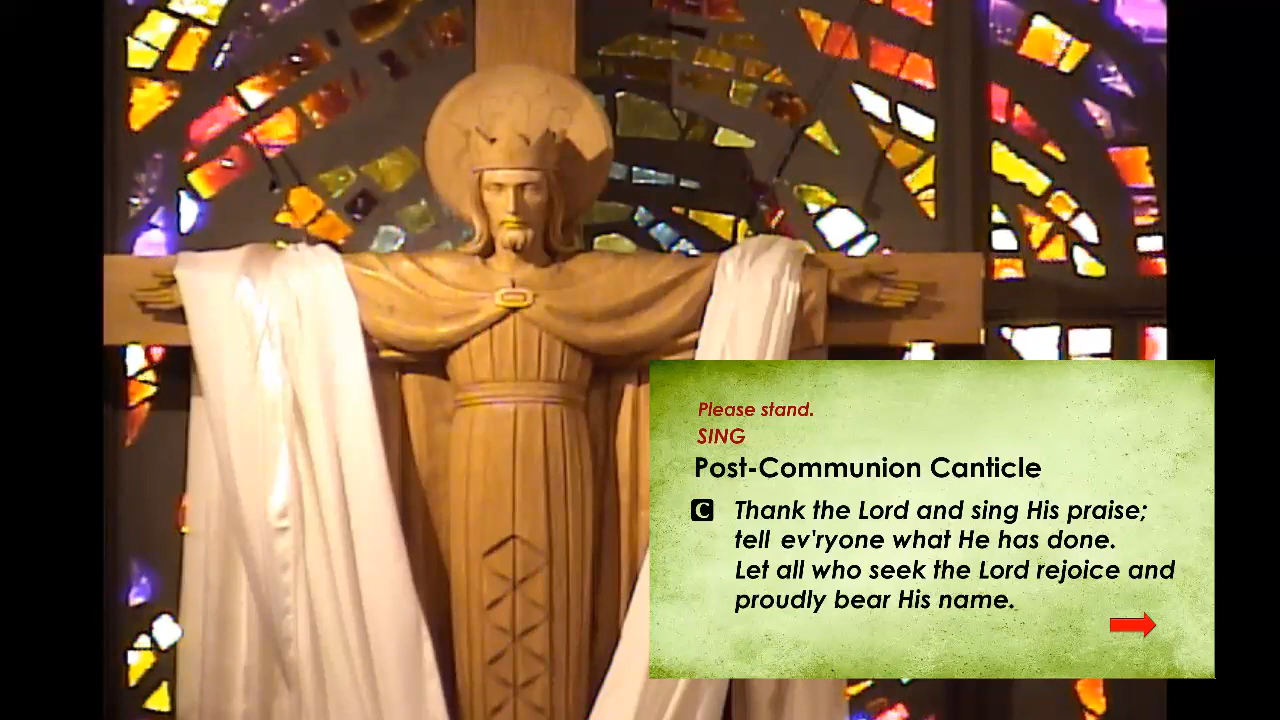 Please stand.
SING
Post-Communion Canticle
C Thank the Lord and sing His praise;
tell ev'ryone what He has done.
Let all who seek the Lord rejoice and
proudly bear His name.